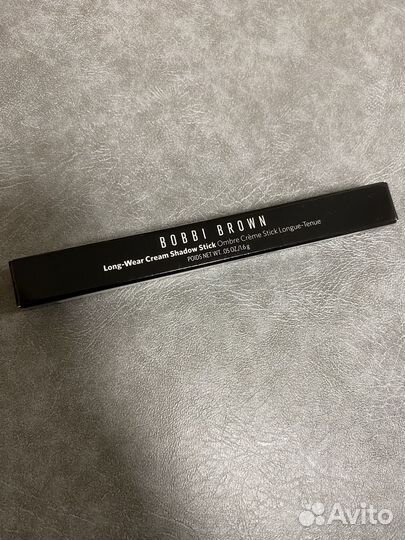 BOBBI BROWN
Long-Wear Cream Shadow Stick Ombre Crème Stick Longue-Tenue
POIDS NET WT. .05 OZ./1.6 g
Avito